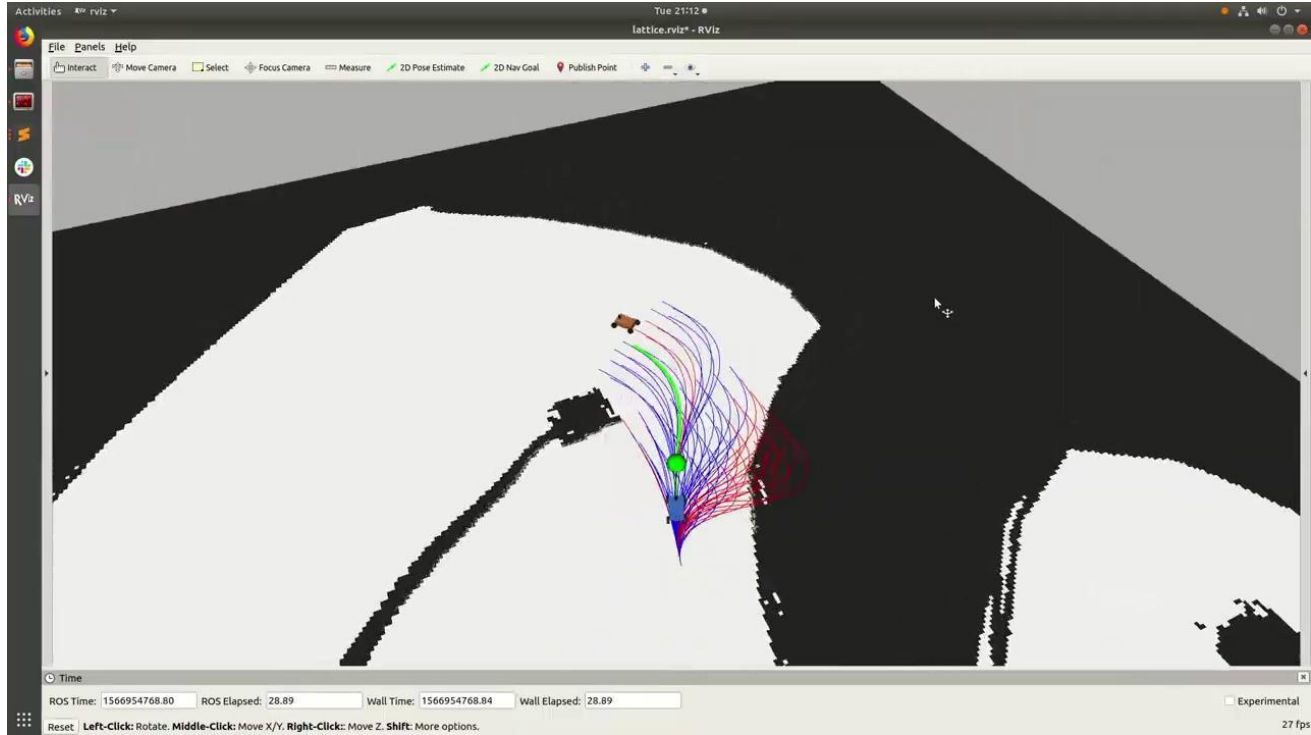 Activities RViz rviz Tue 21:12
lattice.rviz* - RViz
File Panels Help
Interact Move Camera Select Focus Camera Measure 2D Pose Estimate 2D Nav Goal Publish Point
RViz
Time
ROS Time: 1566954768.80 ROS Elapsed: 28.89 Wall Time: 1566954768.84 Wall Elapsed: 28.89 Experimental
Reset Left-Click: Rotate. Middle-Click: Move X/Y. Right-Click:: Move Z. Shift: More options. 27 fps